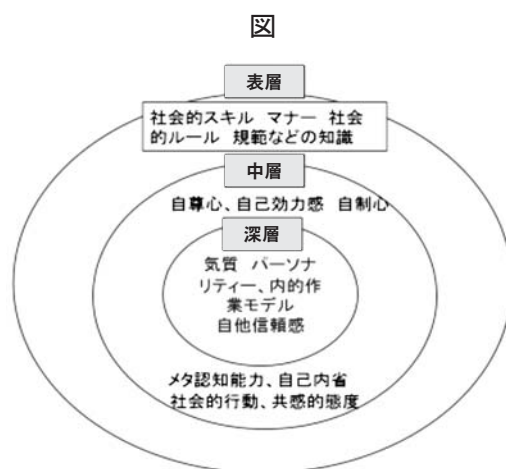 図
表層
社会的スキル マナー 社会
的ルール 規範などの知識
中層
自尊心、自己効力感 自制心
深層
気質 パーソナ
リティー、内的作
業モデル
自他信頼感
メタ認知能力、自己内省
社会的行動、共感的態度